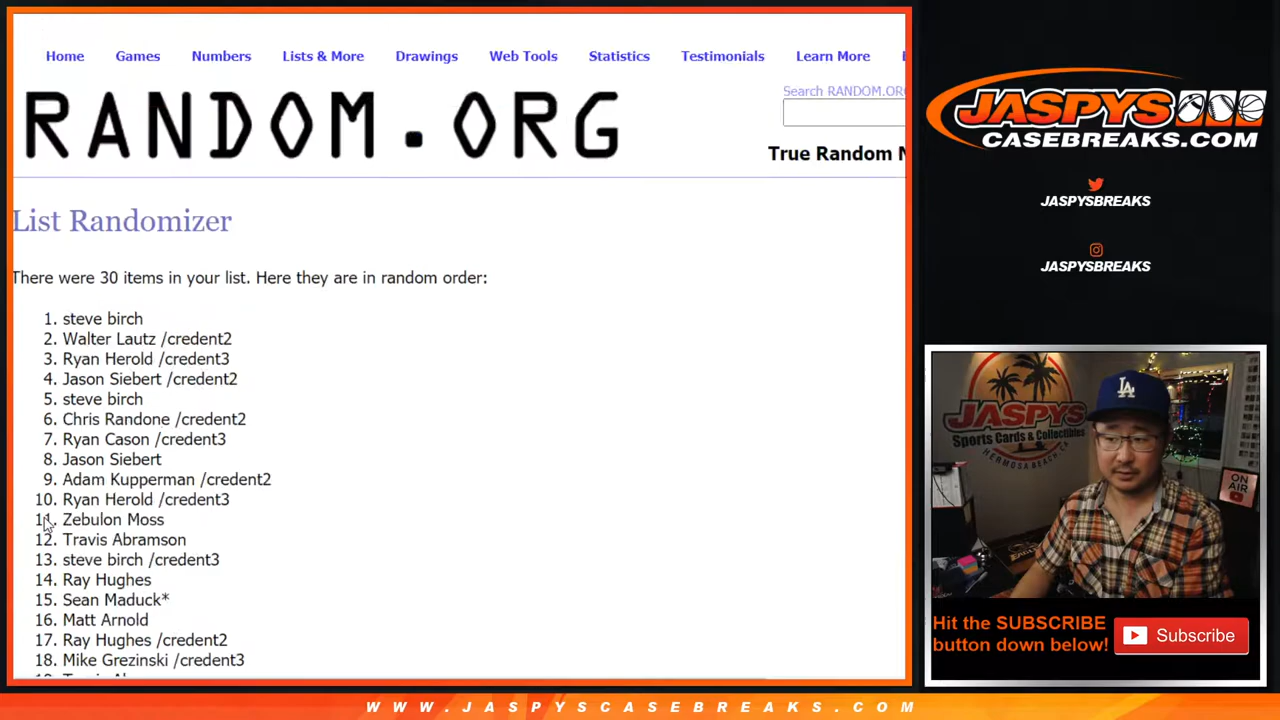 Home Games Numbers Lists & More Drawings Web Tools Statistics Testimonials Learn More
Search RANDOM.ORG
RANDOM.ORG
True Random
List Randomizer
There were 30 items in your list. Here they are in random order:
1. steve birch
2. Walter Lautz /credent2
3. Ryan Herold /credent3
4. Jason Siebert /credent2
5. steve birch
6. Chris Randone /credent2
7. Ryan Cason /credent3
8. Jason Siebert
9. Adam Kupperman /credent2
10. Ryan Herold /credent3
11. Zebulon Moss
12. Travis Abramson
13. steve birch /credent3
14. Ray Hughes
15. Sean Maduck*
16. Matt Arnold
17. Ray Hughes /credent2
18. Mike Grezinski /credent3
JASPYS
CASEBREAKS.COM
JASPYSBREAKS
JASPYSBREAKS
JASPYS
Sports Cards & Collectibles
HERMOSA BEACH, CA
LA
ON AIR
Hit the SUBSCRIBE
button down below!
Subscribe
WWW.JASPYSCASEBREAKS.COM